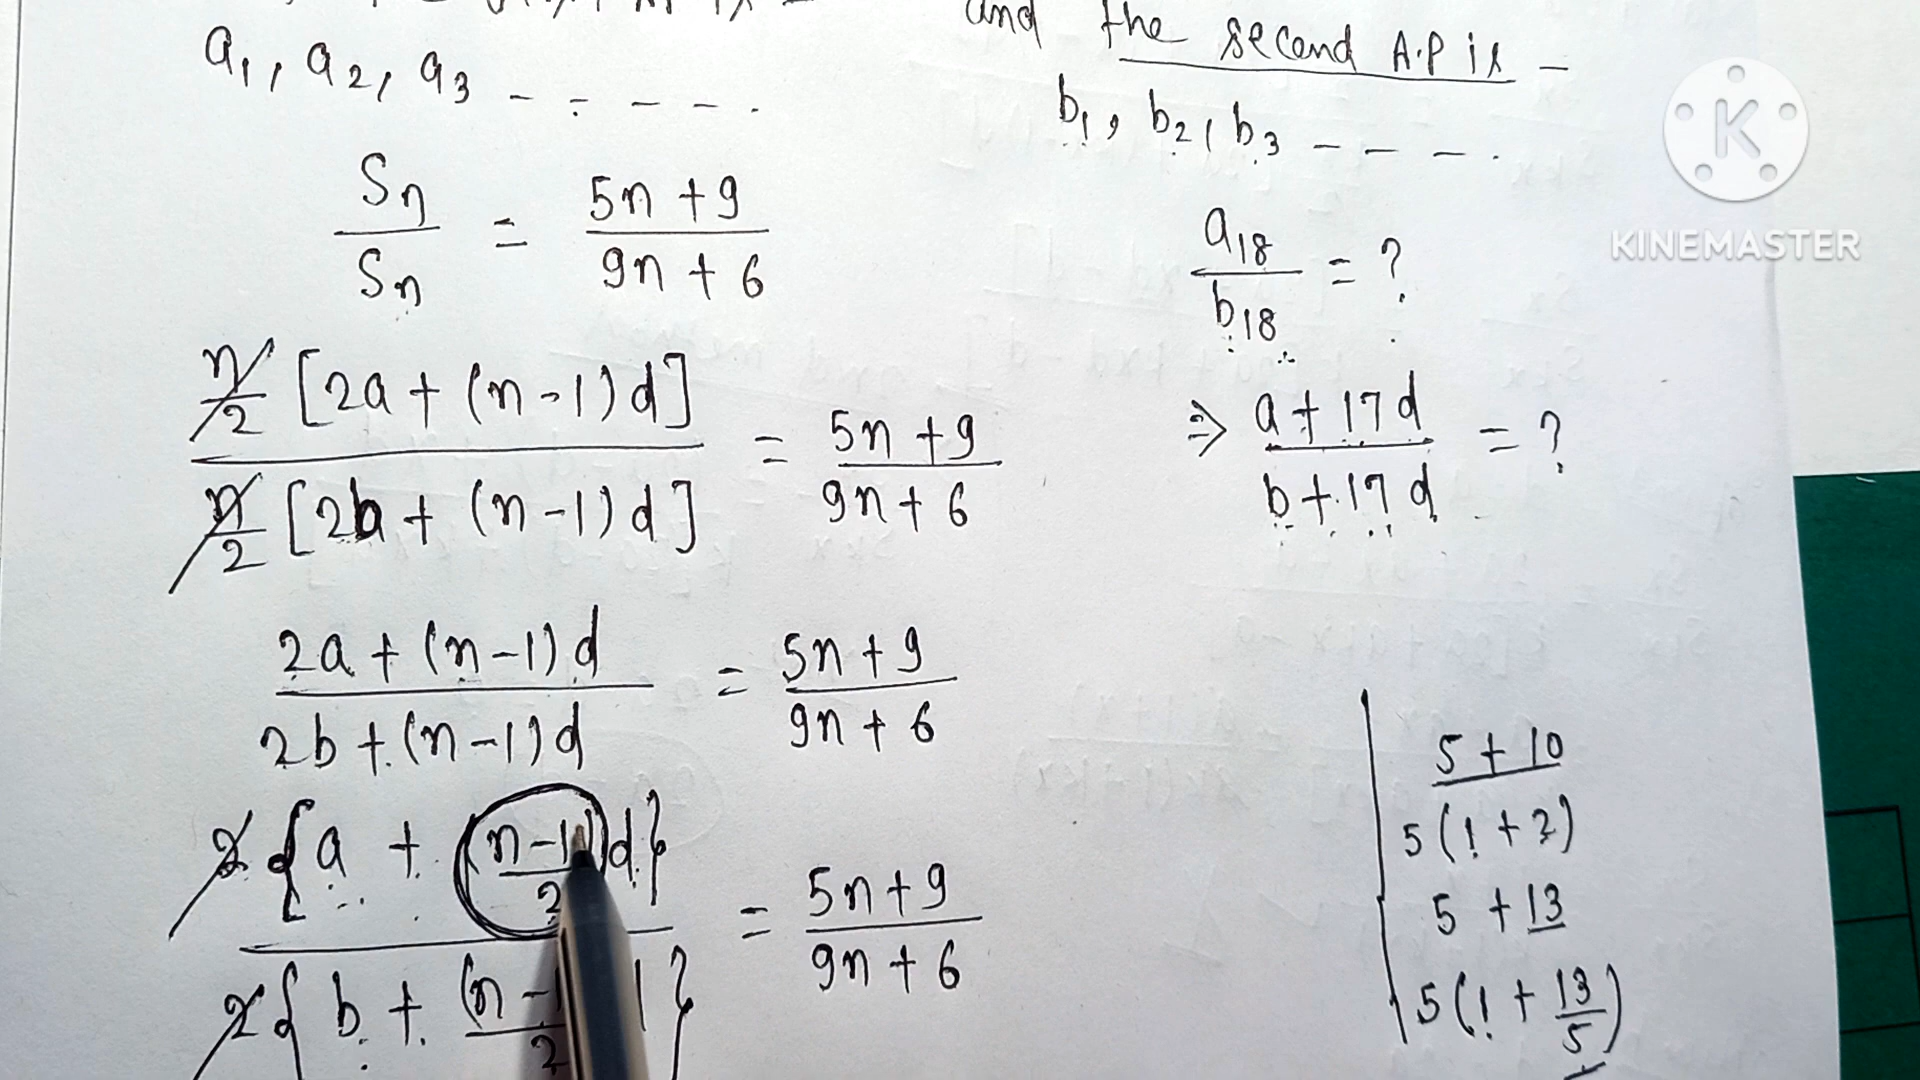 and the second A.P is –
a1, a2, a3 - - - - - .
b1, b2, b3 - - - .
Sn/Sn = 5n+9/9n+6
a18/b18 = ?
KINEMASTER
n/2 [2a + (n-1)d] / n/2 [2b + (n-1)d] = 5n+9/9n+6
⇒ a+17d/b+17d = ?
2a + (n-1)d / 2b + (n-1)d = 5n+9/9n+6
2{a + (n-1)/2 d} / 2{b + (n-1/2 } = 5n+9/9n+6
5 + 10
5(1+2)
5 + 13
5(1 + 13/5)